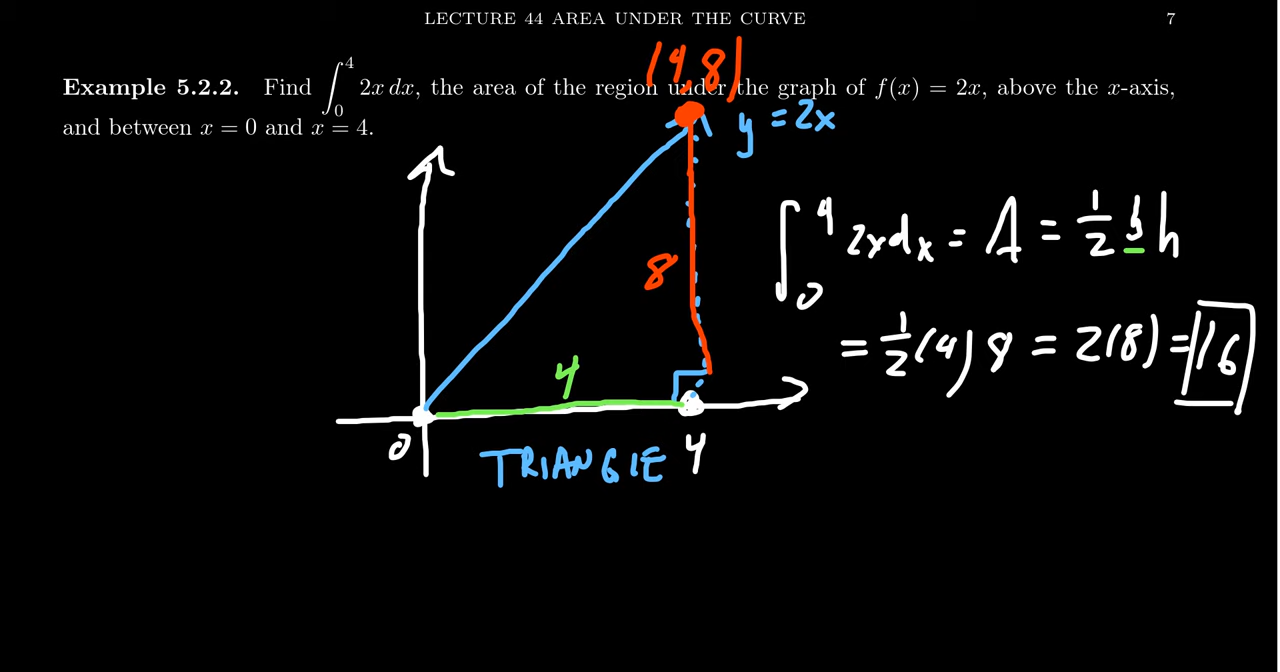 LECTURE 44 AREA UNDER THE CURVE 7
Example 5.2.2. Find ∫₀⁴ 2x dx, the area of the region under the graph of f(x) = 2x, above the x-axis,
and between x = 0 and x = 4.
(4,8)
y = 2x
∫₀⁴ 2xdx = A = 1/2 b h
8
= 1/2 (4) 8 = 2(8) = 16
4
0
TRIANGLE 4